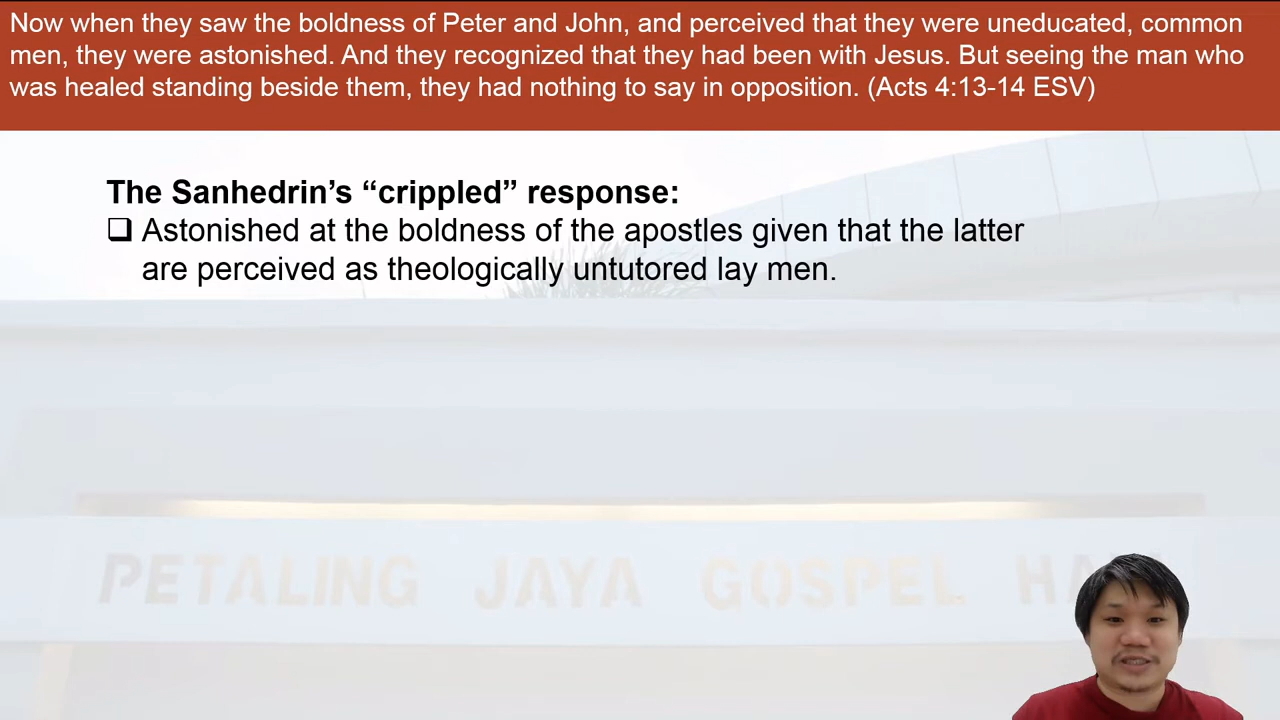 Now when they saw the boldness of Peter and John, and perceived that they were uneducated, common
men, they were astonished. And they recognized that they had been with Jesus. But seeing the man who
was healed standing beside them, they had nothing to say in opposition. (Acts 4:13-14 ESV)
The Sanhedrin’s “crippled” response:
❑ Astonished at the boldness of the apostles given that the latter
are perceived as theologically untutored lay men.
PETALING JAYA GOSPEL HA